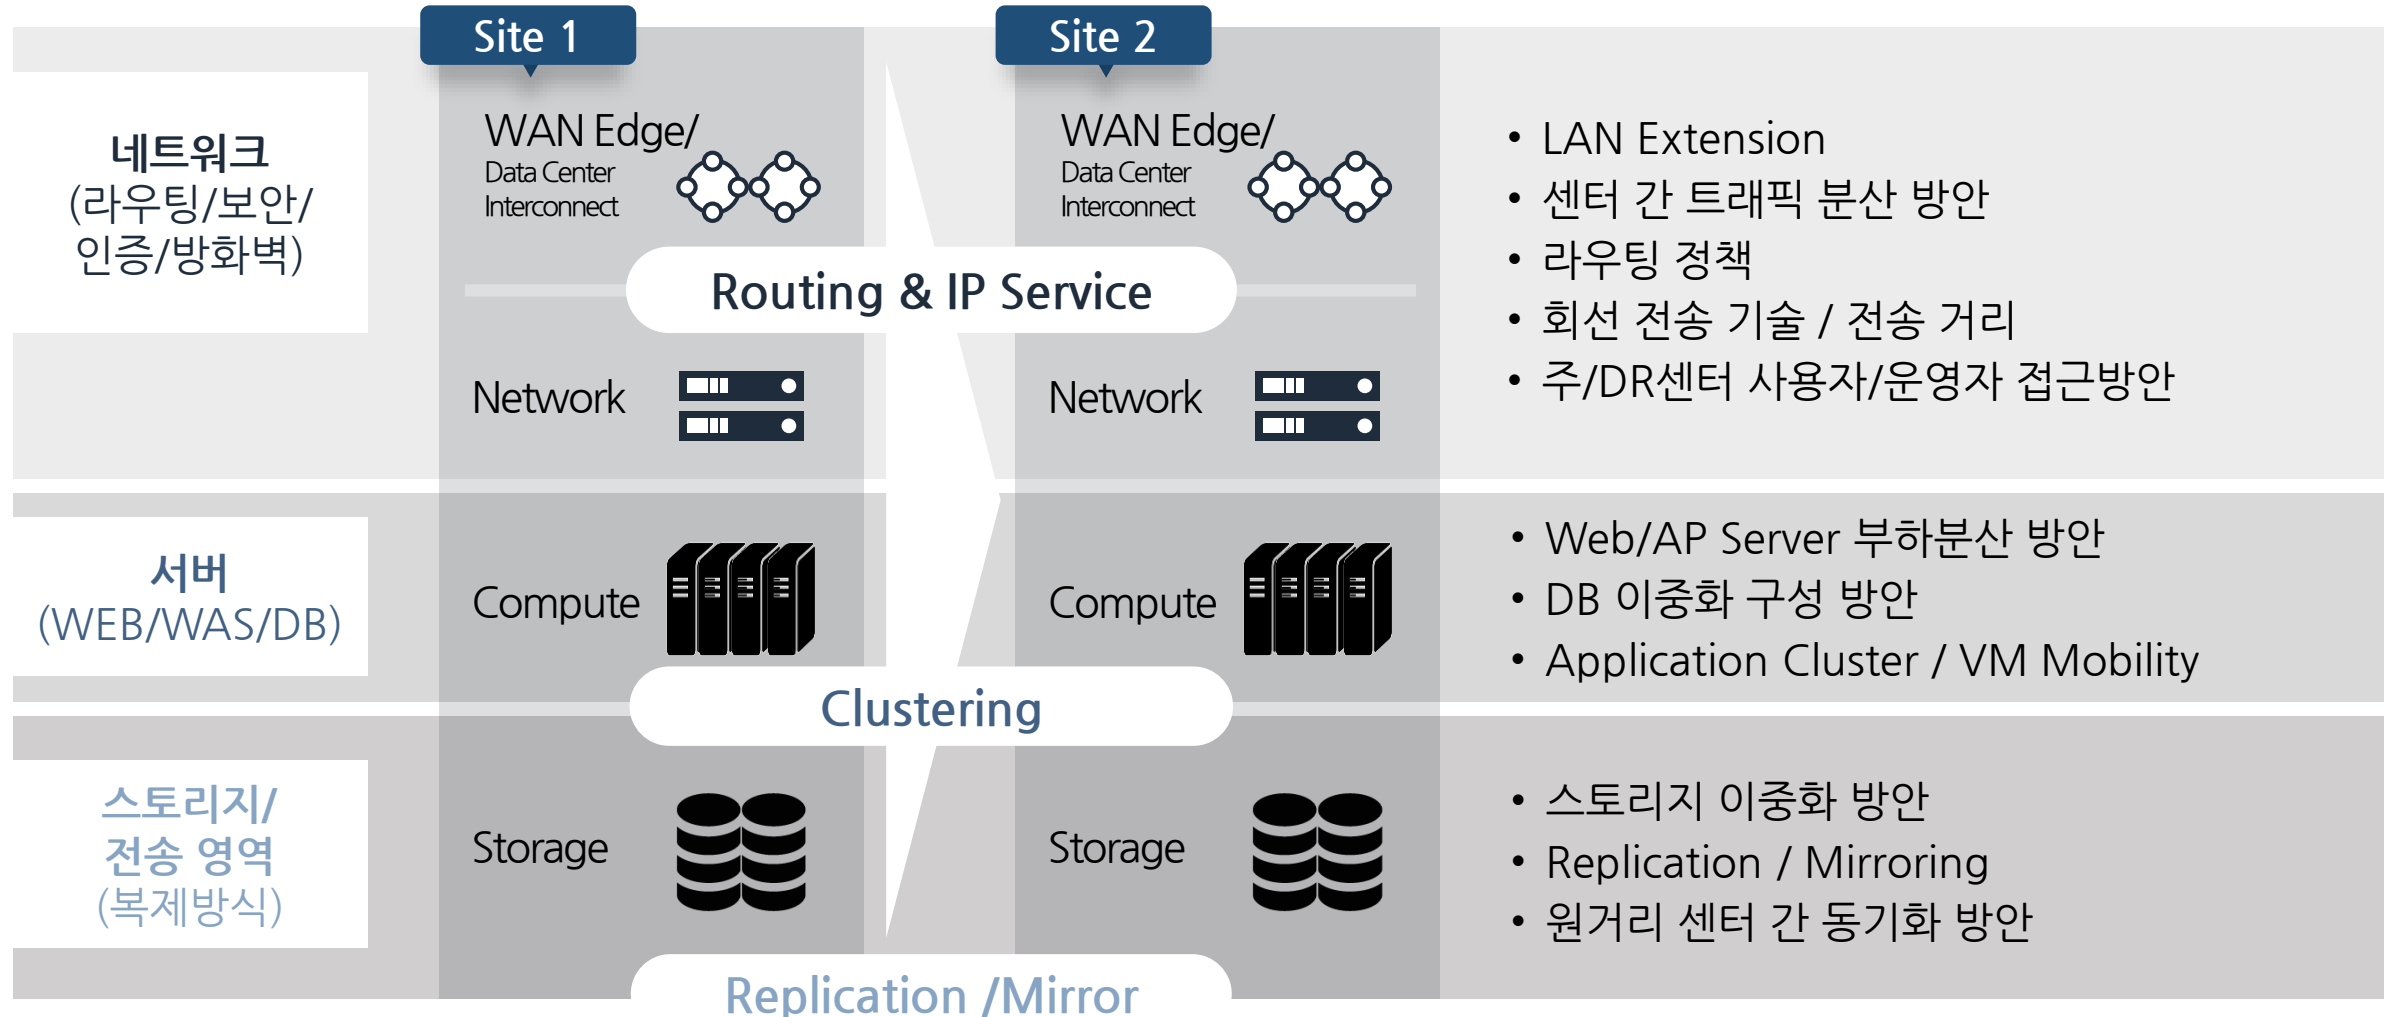 Site 1
Site 2
네트워크
(라우팅/보안/
인증/방화벽)
WAN Edge/
Data Center
Interconnect
WAN Edge/
Data Center
Interconnect
Routing & IP Service
Network
Network
• LAN Extension
• 센터 간 트래픽 분산 방안
• 라우팅 정책
• 회선 전송 기술 / 전송 거리
• 주/DR센터 사용자/운영자 접근방안
서버
(WEB/WAS/DB)
Compute
Compute
• Web/AP Server 부하분산 방안
• DB 이중화 구성 방안
• Application Cluster / VM Mobility
Clustering
스토리지/
전송 영역
(복제방식)
Storage
Storage
• 스토리지 이중화 방안
• Replication / Mirroring
• 원거리 센터 간 동기화 방안
Replication /Mirror